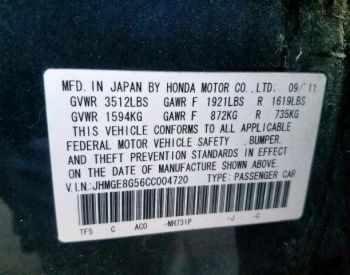 MFD. IN JAPAN BY HONDA MOTOR CO., LTD. 09/11
GVWR 3512LBS GAWR F 1921LBS R 1619LBS
GVWR 1594KG GAWR F 872KG R 735KG
THIS VEHICLE CONFORMS TO ALL APPLICABLE
FEDERAL MOTOR VEHICLE SAFETY, BUMPER,
AND THEFT PREVENTION STANDARDS IN EFFECT
ON THE DATE OF MANUFACTURE SHOWN ABOVE.
V.I.N.:JHMGE8G56CC004720 TYPE:PASSENGER CAR
TF5 C AC0 -NH731P -J -C